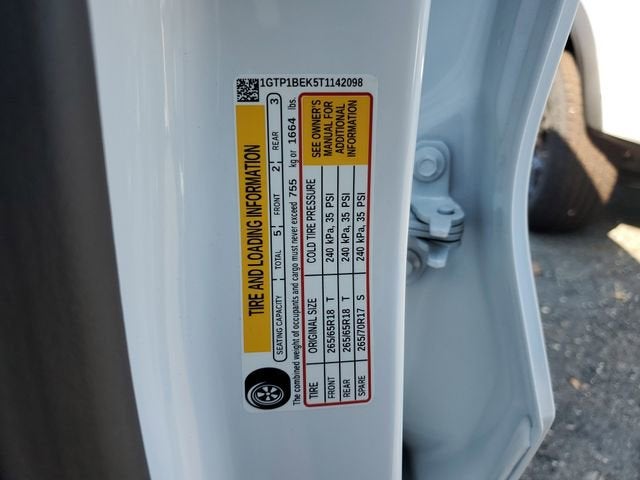 1GTP1BEK5T1142098
TIRE AND LOADING INFORMATION
SEATING CAPACITY TOTAL 5 FRONT 2 REAR 3
The combined weight of occupants and cargo must never exceed 755 kg or 1664 lbs.
TIRE ORIGINAL SIZE COLD TIRE PRESSURE
FRONT 265/65R18 T 240 kPa, 35 PSI
REAR 265/65R18 T 240 kPa, 35 PSI
SPARE 265/70R17 S 240 kPa, 35 PSI
SEE OWNER'S
MANUAL FOR
ADDITIONAL
INFORMATION